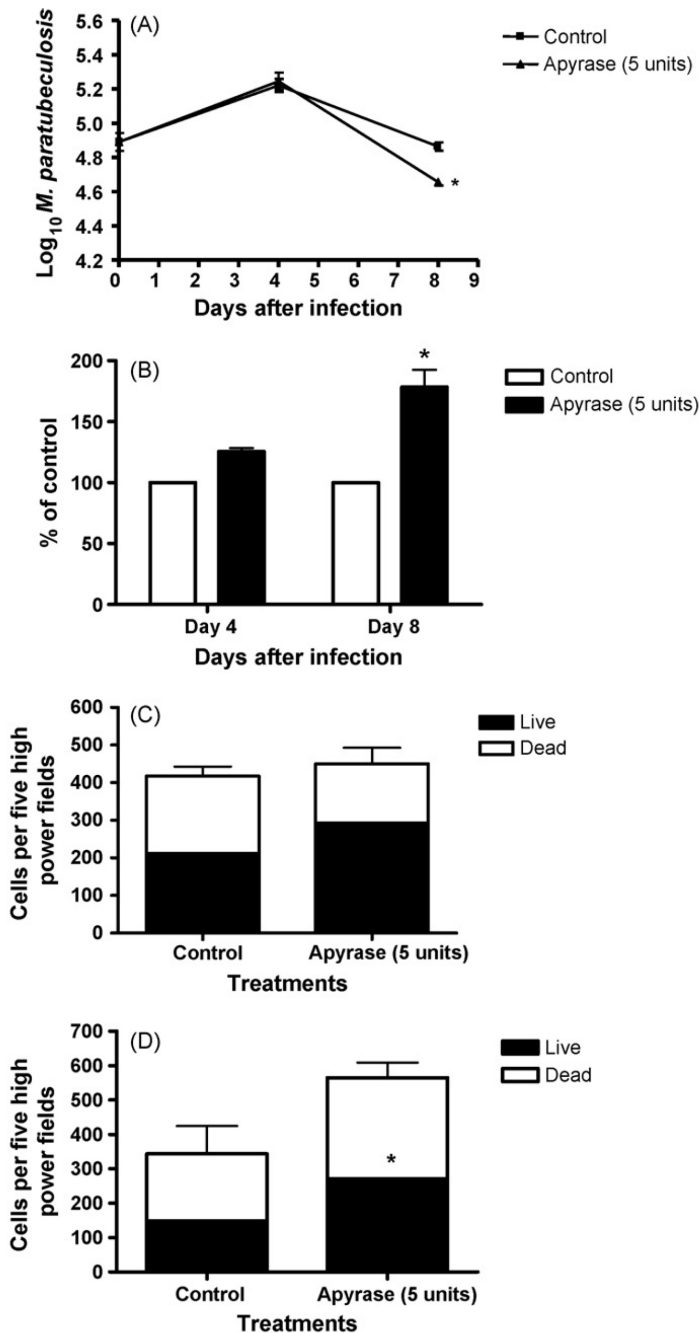 (A)
Control
Apyrase (5 units)
Log10 M. paratubeculosis
5.6
5.4
5.2
5.0
4.8
4.6
4.4
4.2
*
0 1 2 3 4 5 6 7 8 9
Days after infection
(B)
Control
Apyrase (5 units)
% of control
200
150
100
50
0
*
Day 4 Day 8
Days after infection
(C)
Live
Dead
Cells per five high
power fields
600
500
400
300
200
100
0
Control Apyrase (5 units)
Treatments
(D)
Live
Dead
Cells per five high
power fields
700
600
500
400
300
200
100
0
*
Control Apyrase (5 units)
Treatments